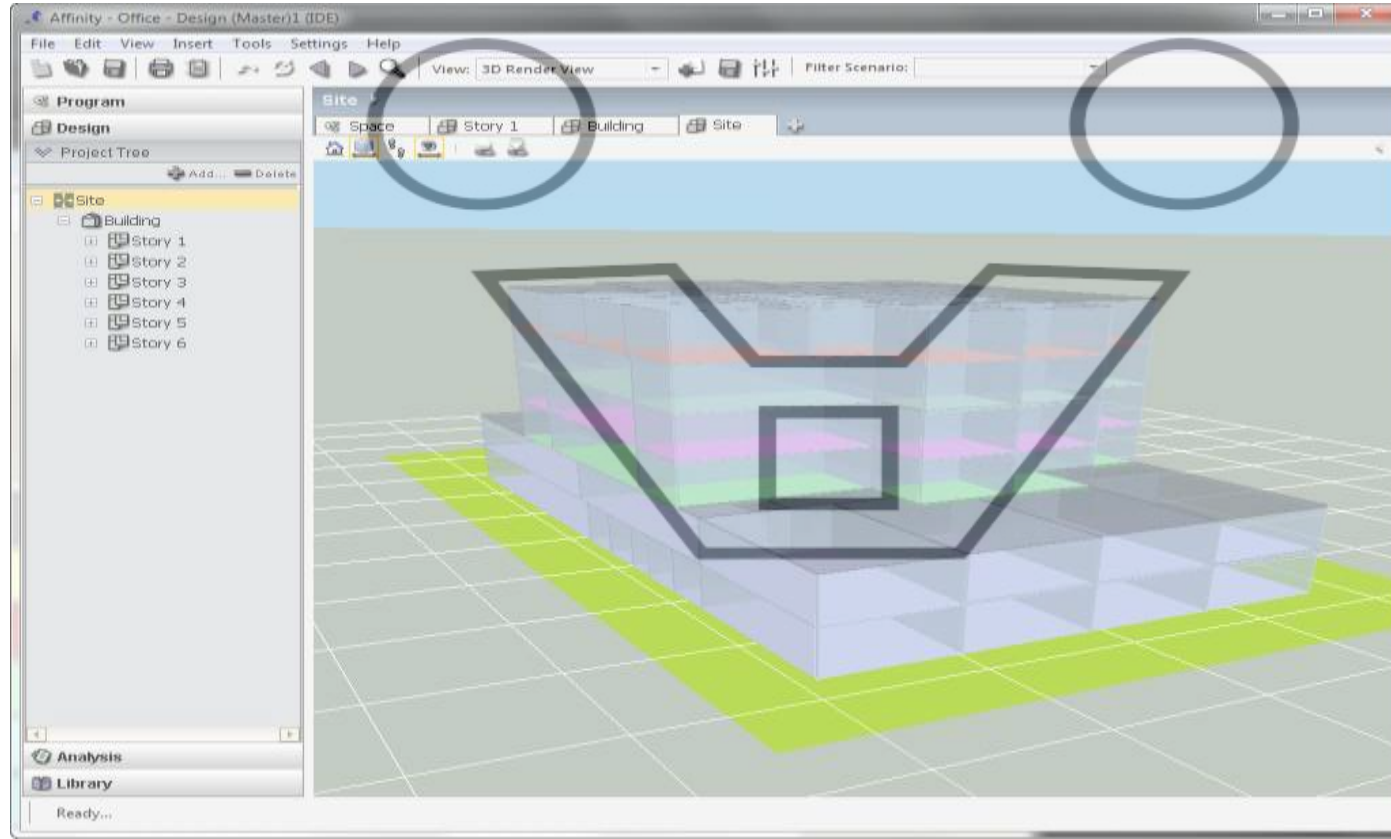 Affinity - Office - Design (Master)1 (IDE)
File Edit View Insert Tools Settings Help
View: 3D Render View Filter Scenario:
Program
Design
Project Tree
Add... Delete
Site
Building
Story 1
Story 2
Story 3
Story 4
Story 5
Story 6
Analysis
Library
Ready...
Site
Space Story 1 Building Site